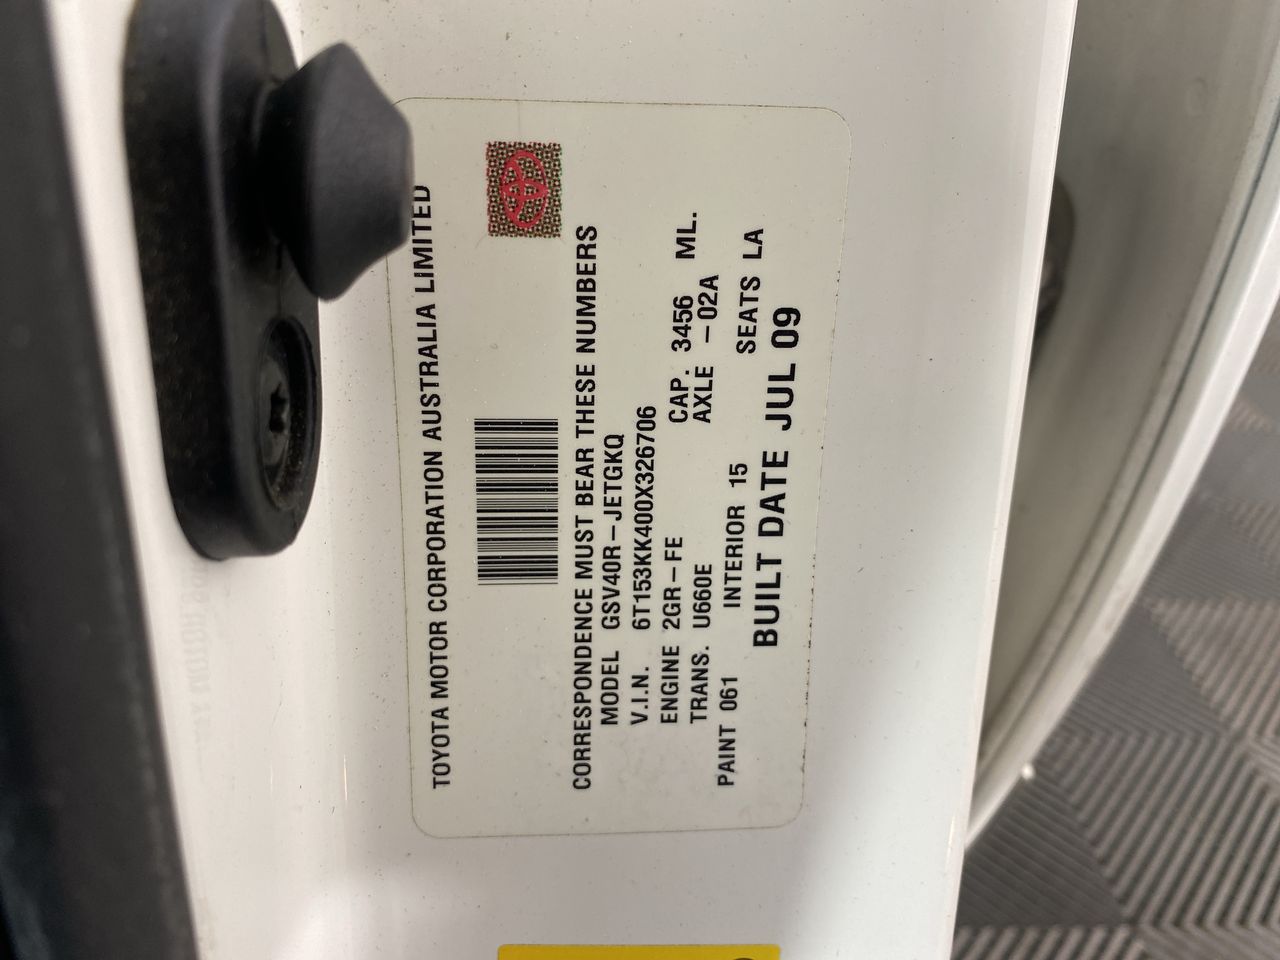 TOYOTA MOTOR CORPORATION AUSTRALIA LIMITED
CORRESPONDENCE MUST BEAR THESE NUMBERS
MODEL GSV40R-JETGKQ
V.I.N. 6T153KK400X326706
ENGINE 2GR-FE CAP. 3456 ML.
TRANS. U660E AXLE -02A
PAINT 061 INTERIOR 15 SEATS LA
BUILT DATE JUL 09